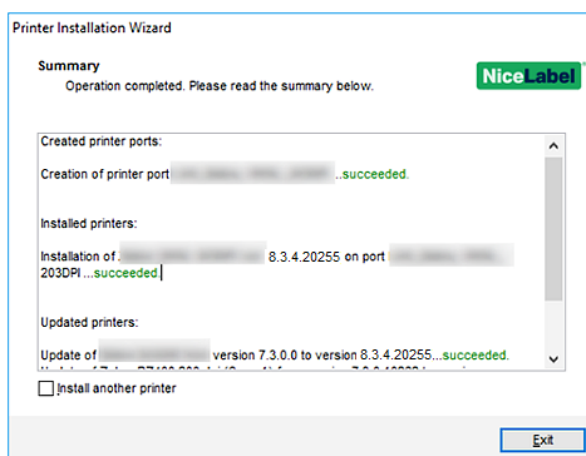 Printer Installation Wizard
Summary
Operation completed. Please read the summary below.
NiceLabel
Created printer ports:
Creation of printer port ..succeeded.
Installed printers:
Installation of 8.3.4.20255 on port
203DPI ...succeeded.
Updated printers:
Update of version 7.3.0.0 to version 8.3.4.20255...succeeded.
Install another printer
Exit